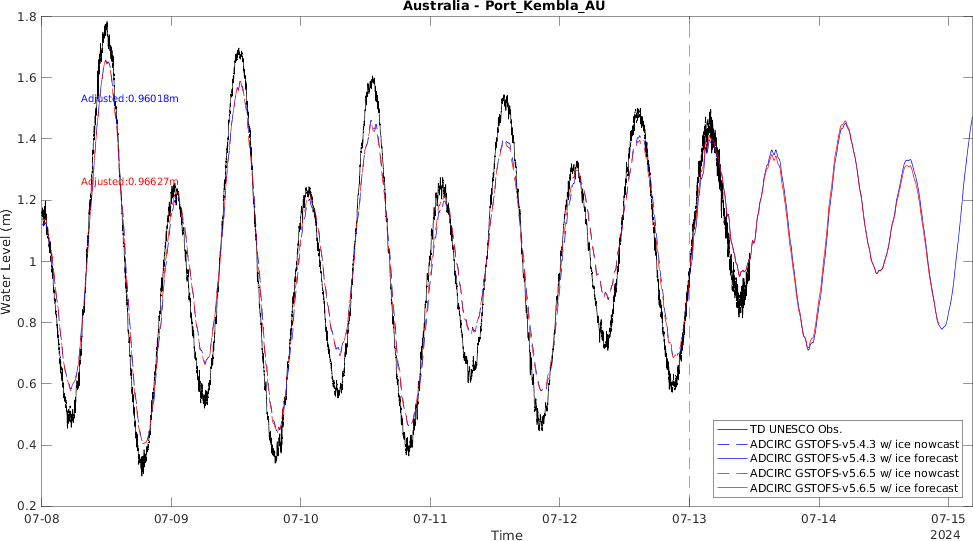 Australia - Port_Kembla_AU
1.8
1.6
1.4
1.2
1
0.8
0.6
0.4
0.2
Water Level (m)
Adjusted:0.96018m
Adjusted:0.96627m
TD UNESCO Obs.
ADCIRC GSTOFS-v5.4.3 w/ ice nowcast
ADCIRC GSTOFS-v5.4.3 w/ ice forecast
ADCIRC GSTOFS-v5.6.5 w/ ice nowcast
ADCIRC GSTOFS-v5.6.5 w/ ice forecast
07-08 07-09 07-10 07-11 07-12 07-13 07-14 07-15
2024
Time